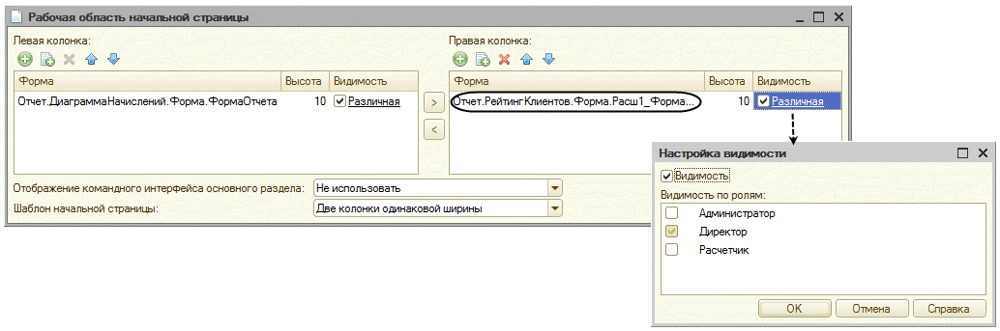 Рабочая область начальной страницы
Левая колонка:
Форма Высота Видимость
Отчет.ДиаграммаНачислений.Форма.ФормаОтчета 10 Различная
>
<
Правая колонка:
Форма Высота Видимость
Отчет.РейтингКлиентов.Форма.Расш1_Форма... 10 Различная
Отображение командного интерфейса основного раздела: Не использовать
Шаблон начальной страницы: Две колонки одинаковой ширины
Настройка видимости
Видимость
Видимость по ролям:
Администратор
Директор
Расчетчик
OK Отмена Справка